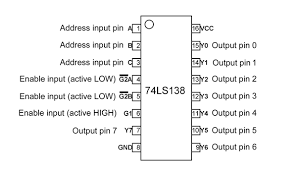 Address input pin A 1 16 VCC
Address input pin B 2 15 Y0 Output pin 0
Address input pin C 3 14 Y1 Output pin 1
Enable input (active LOW) G2A 4 13 Y2 Output pin 2
Enable input (active LOW) G2B 5 12 Y3 Output pin 3
Enable input (active HIGH) G1 6 11 Y4 Output pin 4
Output pin 7 Y7 7 10 Y5 Output pin 5
GND 8 9 Y6 Output pin 6
74LS138